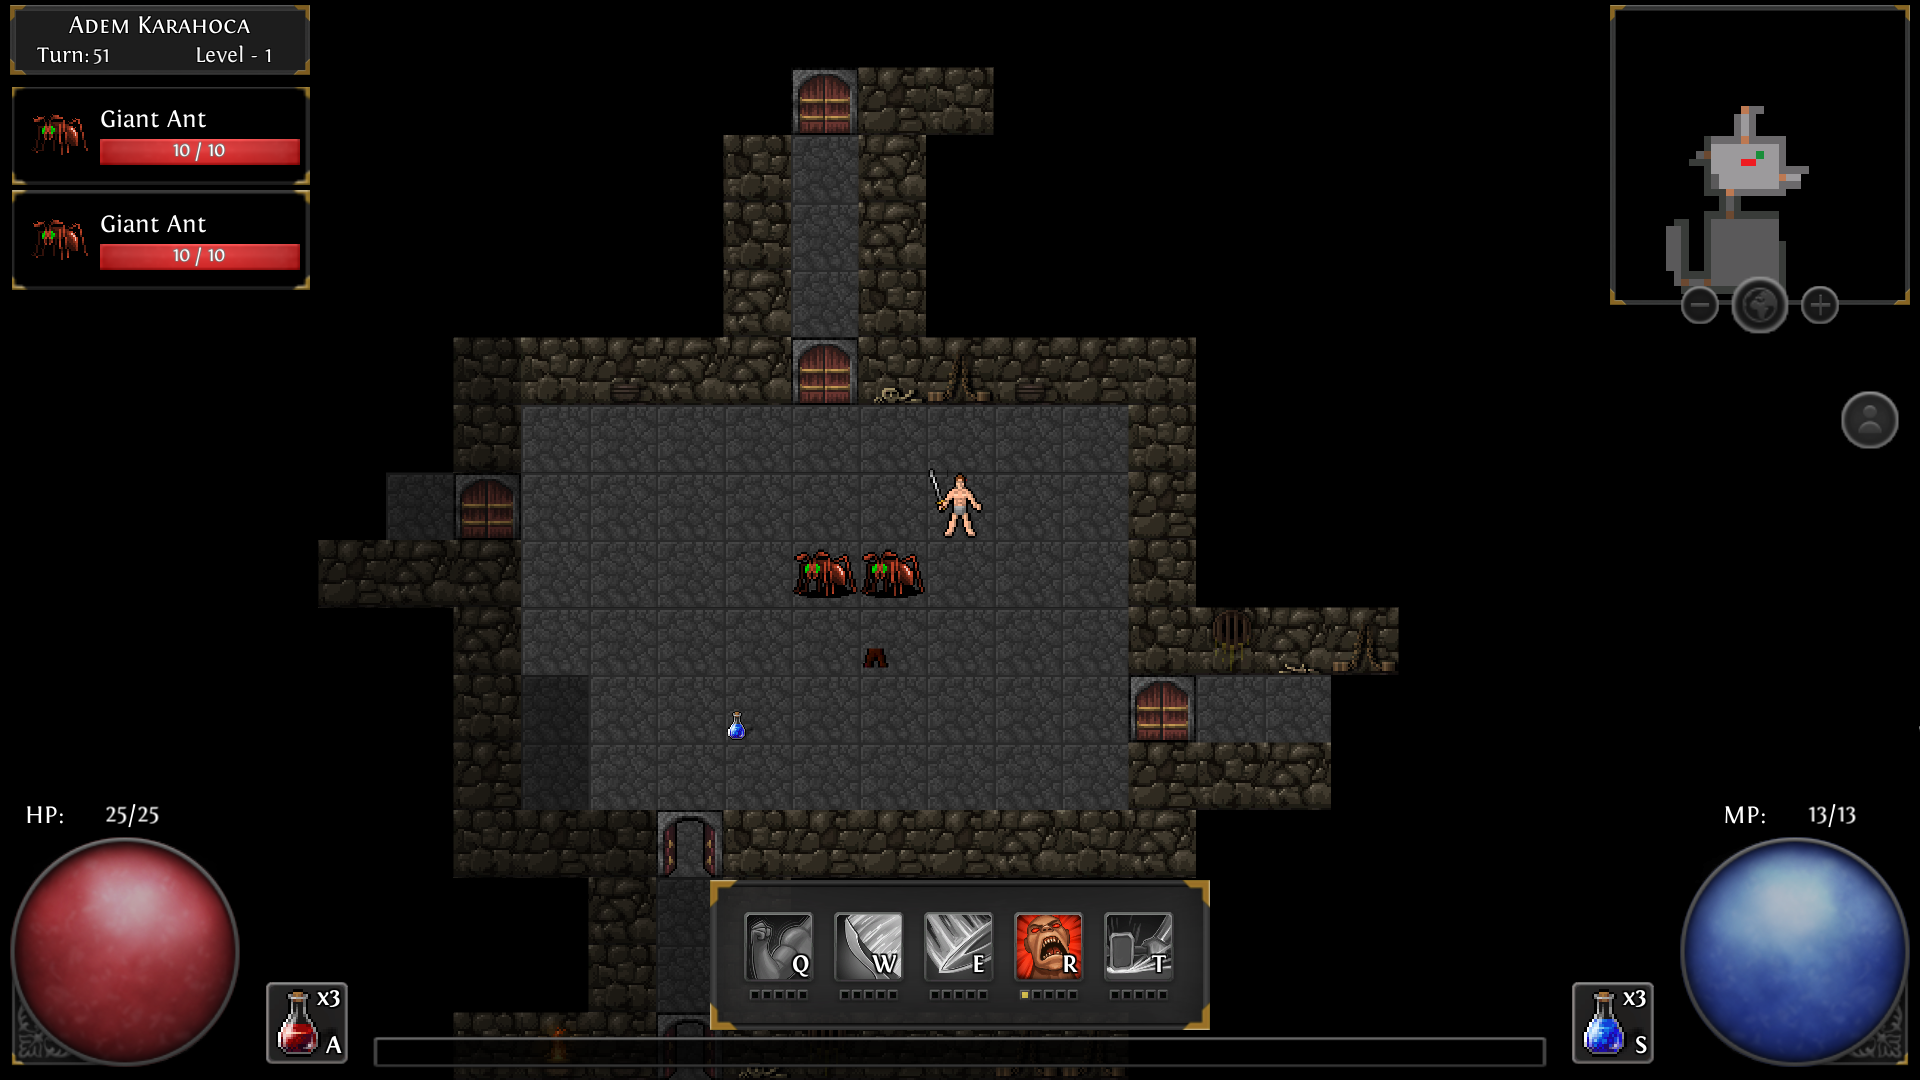 ADEM KARAHOCA
Turn: 51 Level - 1
Giant Ant
10 / 10
Giant Ant
10 / 10
HP: 25/25
MP: 13/13
Q W E R T
x3
A
x3
S